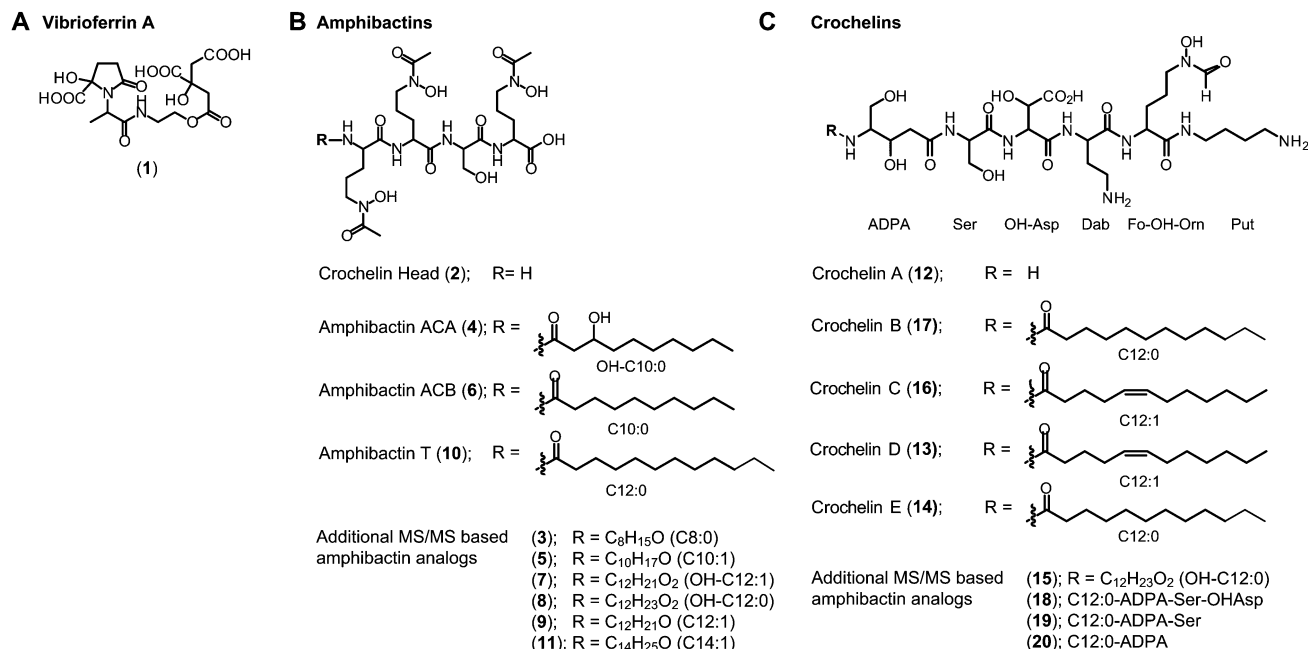 A Vibrioferrin A
HO
HOOC
N
O
H
N
O
O
O
HOOC
COOH
HO
(1)
B Amphibactins
O
N
OH
O
N
OH
R
H
N
O
N
H
O
H
N
OH
O
N
H
OH
O
N
OH
O
Crochelin Head (2); R= H
Amphibactin ACA (4); R =
O
OH
OH-C10:0
Amphibactin ACB (6); R =
O
C10:0
Amphibactin T (10); R =
O
C12:0
Additional MS/MS based
amphibactin analogs
(3); R = C8H15O (C8:0)
(5); R = C10H17O (C10:1)
(7); R = C12H21O2 (OH-C12:1)
(8); R = C12H23O2 (OH-C12:0)
(9); R = C12H21O (C12:1)
(11); R = C14H25O (C14:1)
C Crochelins
OH
N
O
H
OH
HO
CO2H
R
N
H
OH
O
H
N
OH
O
N
H
O
H
N
NH2
O
N
H
O
H
N
NH2
ADPA Ser OH-Asp Dab Fo-OH-Orn Put
Crochelin A (12); R = H
Crochelin B (17); R =
O
C12:0
Crochelin C (16); R =
O
C12:1
Crochelin D (13); R =
O
C12:1
Crochelin E (14); R =
O
C12:0
Additional MS/MS based
amphibactin analogs
(15); R = C12H23O2 (OH-C12:0)
(18); C12:0-ADPA-Ser-OHAsp
(19); C12:0-ADPA-Ser
(20); C12:0-ADPA